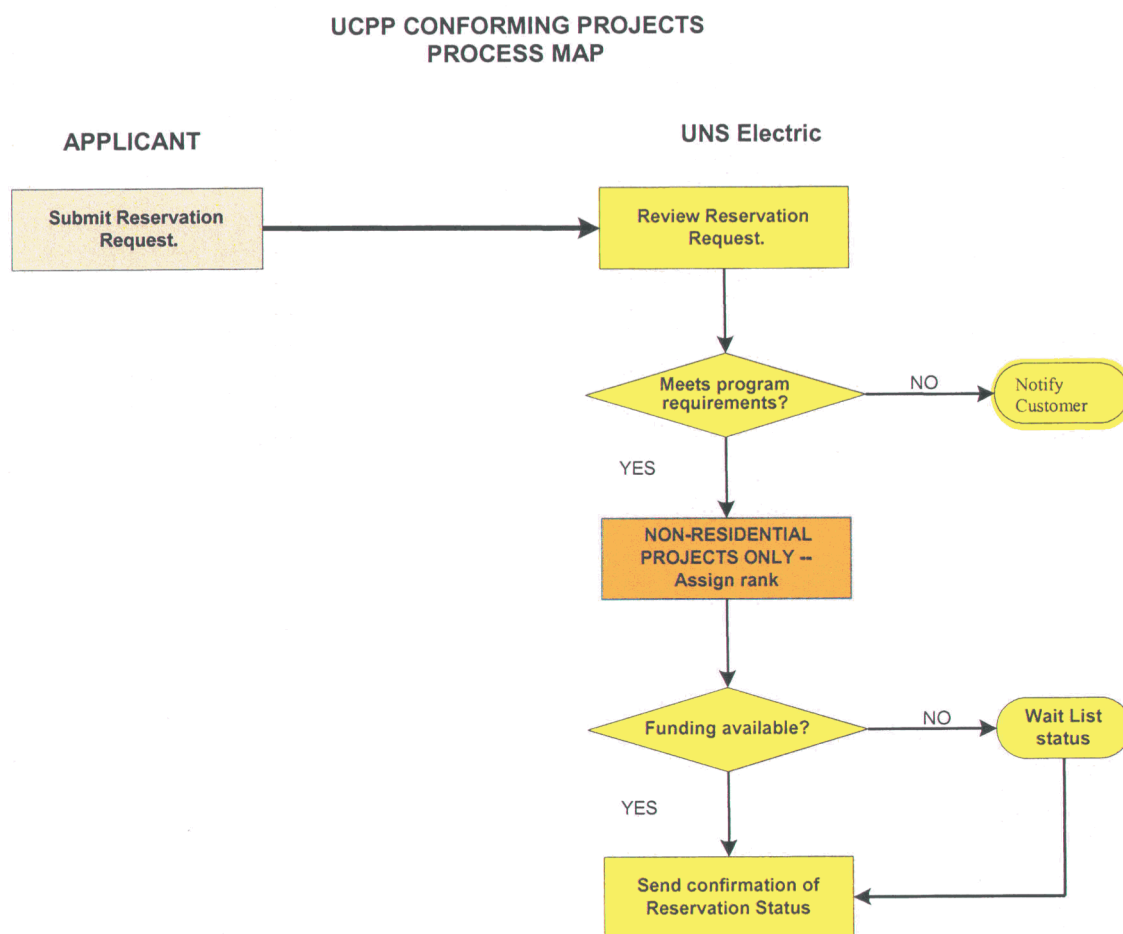 UCPP CONFORMING PROJECTS
PROCESS MAP
APPLICANT
UNS Electric
Submit Reservation
Request.
Review Reservation
Request.
Meets program
requirements?
NO
Notify
Customer
YES
NON-RESIDENTIAL
PROJECTS ONLY --
Assign rank
Funding available?
NO
Wait List
status
YES
Send confirmation of
Reservation Status